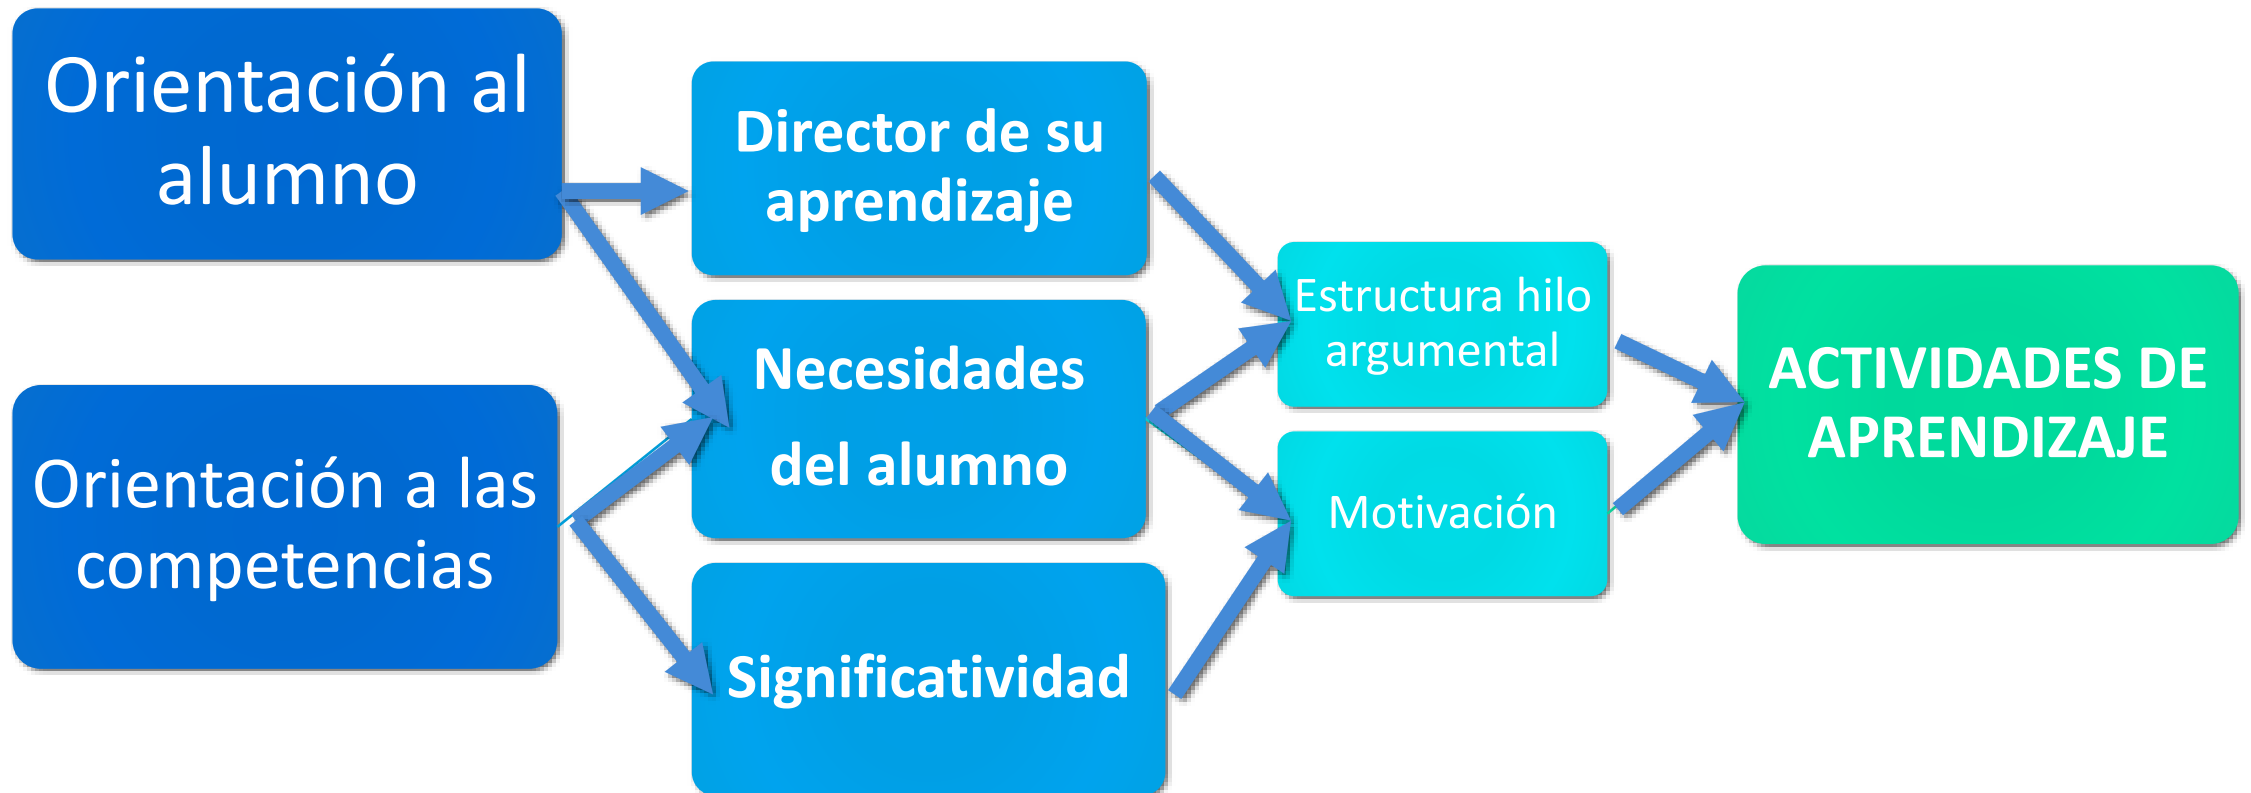 Orientación al
alumno
Orientación a las
competencias
Director de su
aprendizaje
Necesidades
del alumno
Significatividad
Estructura hilo
argumental
Motivación
ACTIVIDADES DE
APRENDIZAJE